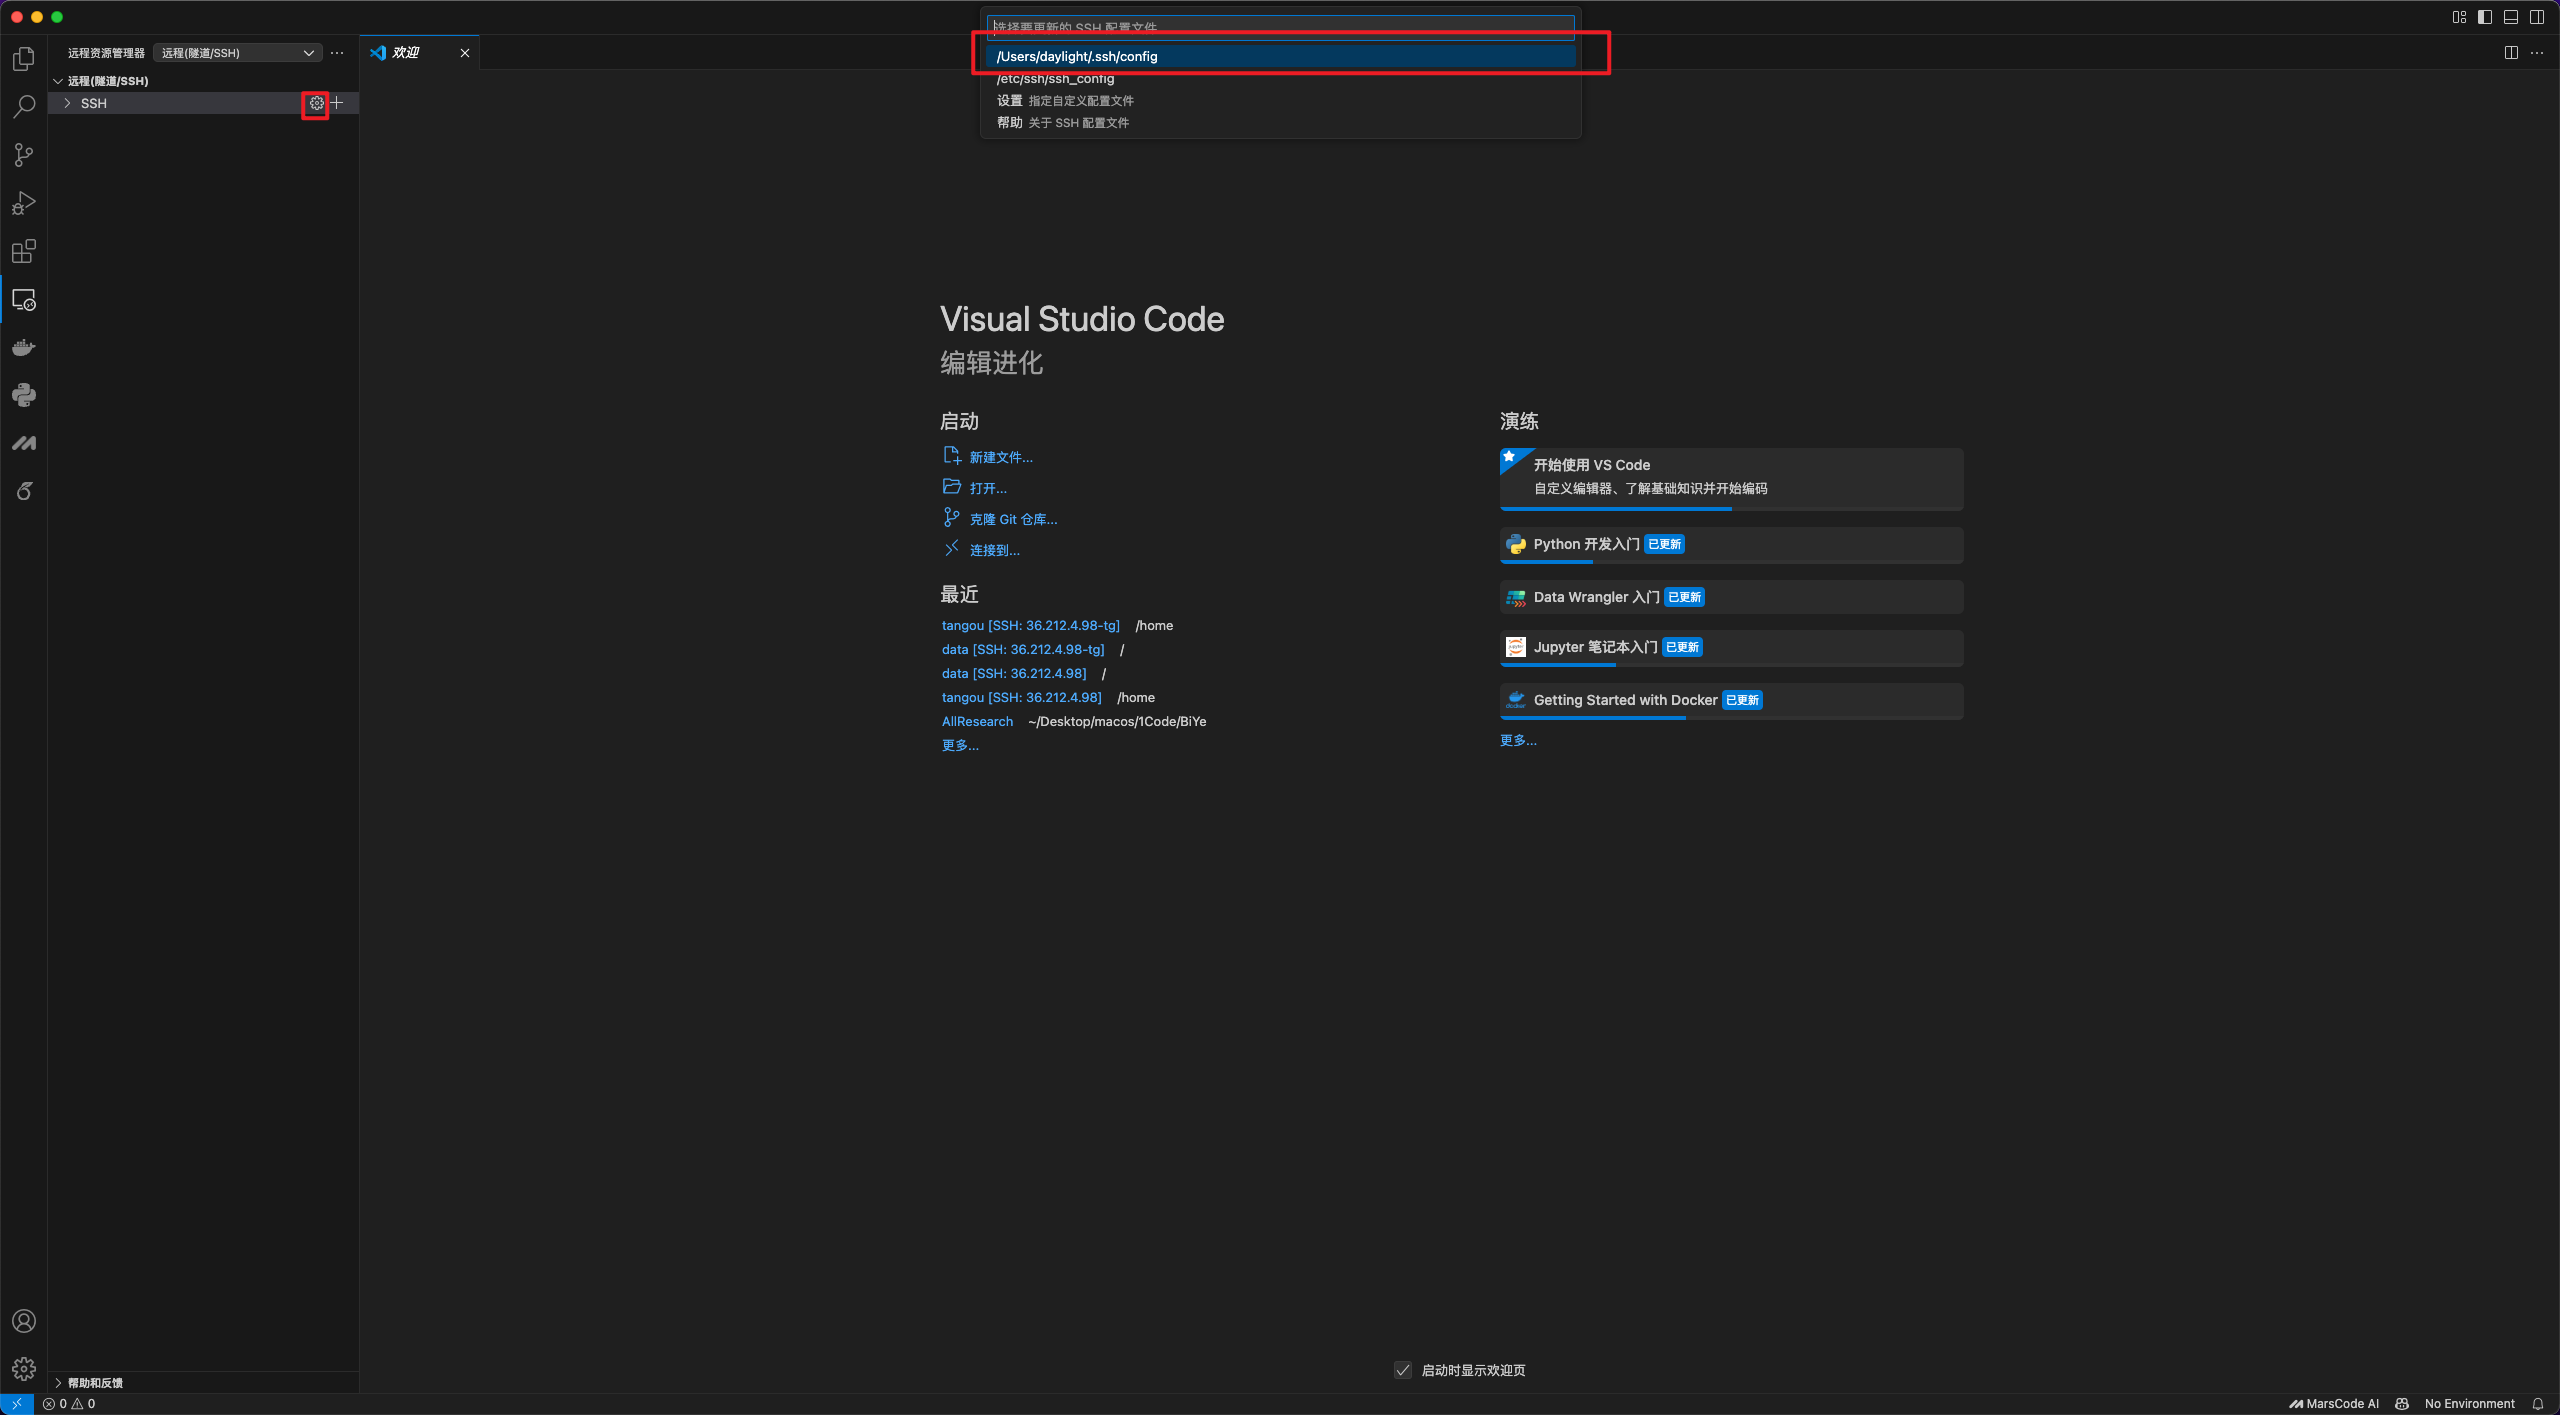 选择要更新的 SSH 配置文件
/Users/daylight/.ssh/config
/etc/ssh/ssh_config
设置 指定自定义配置文件
帮助 关于 SSH 配置文件
远程资源管理器 远程(隧道/SSH)
欢迎
远程(隧道/SSH)
SSH
Visual Studio Code
编辑进化
启动
新建文件...
打开...
克隆 Git 仓库...
连接到...
最近
tangou [SSH: 36.212.4.98-tg] /home
data [SSH: 36.212.4.98-tg] /
data [SSH: 36.212.4.98] /
tangou [SSH: 36.212.4.98] /home
AllResearch ~/Desktop/macos/1Code/BiYe
更多...
演练
开始使用 VS Code
自定义编辑器、了解基础知识并开始编码
Python 开发入门 已更新
Data Wrangler 入门 已更新
Jupyter 笔记本入门 已更新
Getting Started with Docker 已更新
更多...
启动时显示欢迎页
帮助和反馈
0 0
MarsCode AI No Environment